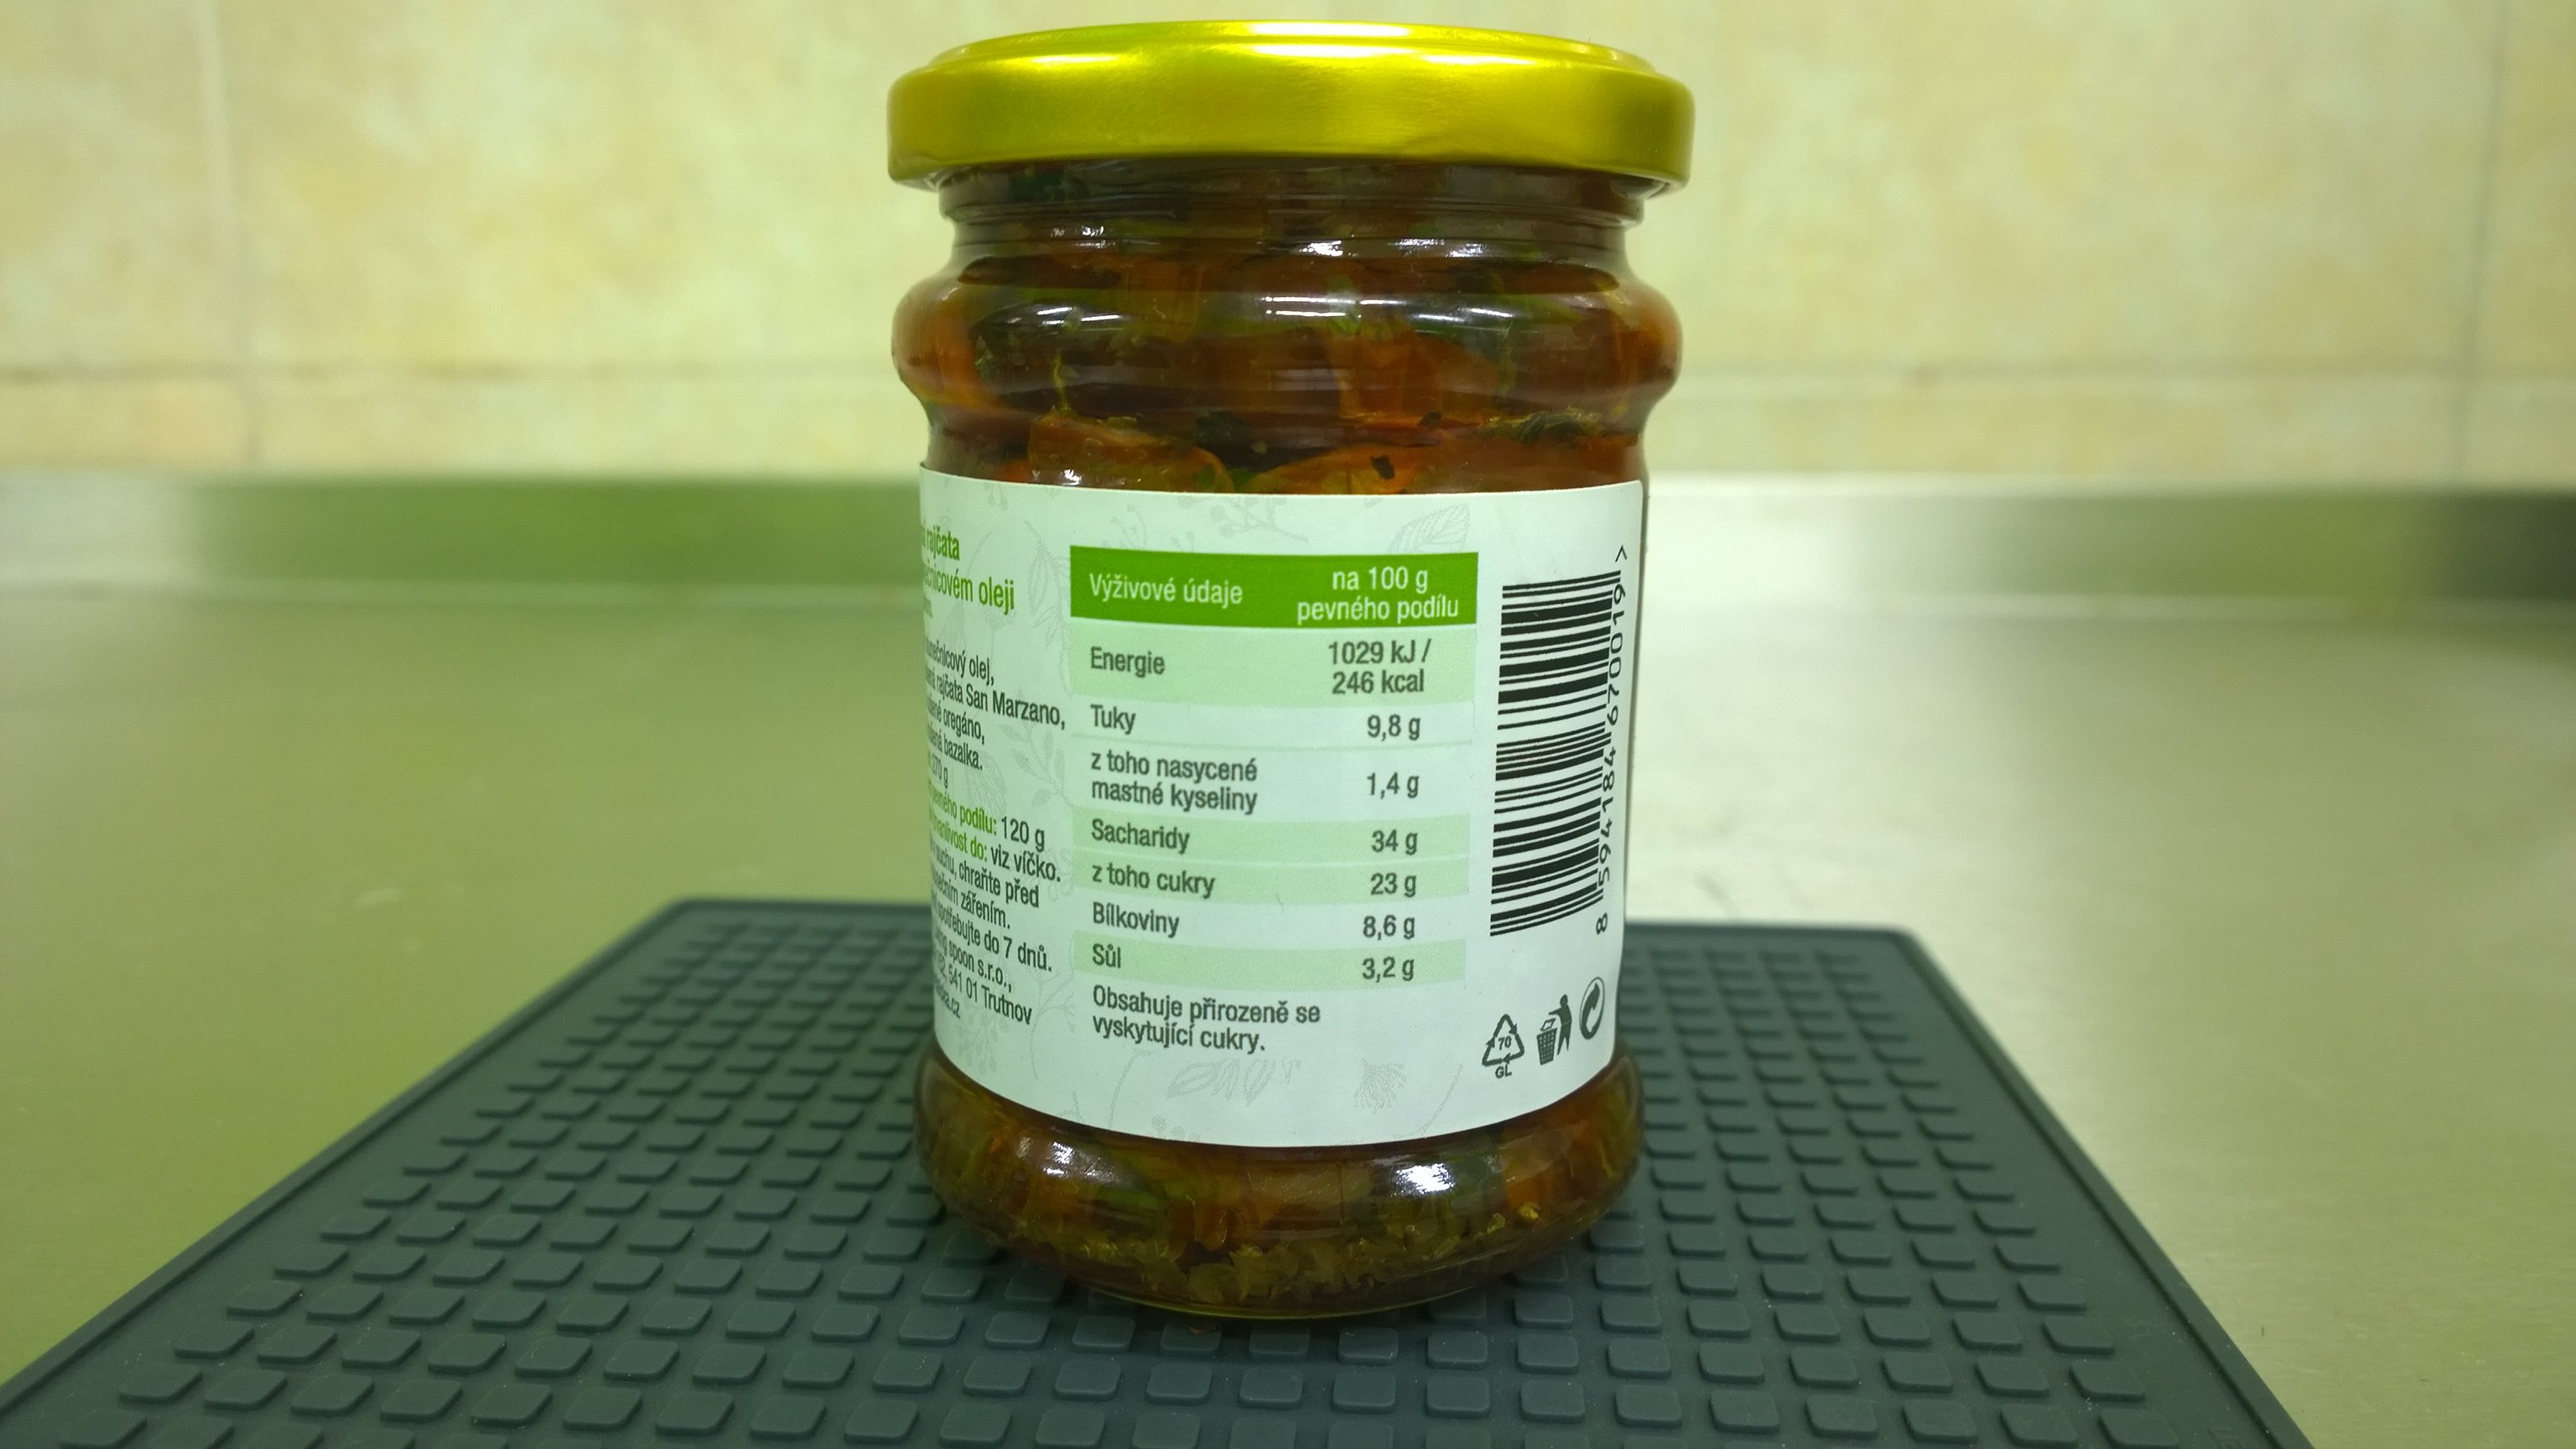 rajčata
oleji
olej,
rajčata San Marzano,
oregáno,
bazalka.
podílu: 120 g
do: viz víčko.
chraňte před
zářením.
do 7 dnů.
spoon s.r.o.,
541 01 Trutnov
Výživové údaje
na 100 g
pevného podílu
Energie
1029 kJ /
246 kcal
Tuky 9,8 g
z toho nasycené
mastné kyseliny 1,4 g
Sacharidy 34 g
z toho cukry 23 g
Bílkoviny 8,6 g
Sůl 3,2 g
Obsahuje přirozeně se
vyskytující cukry.
8 594184 670019 >
70
GL